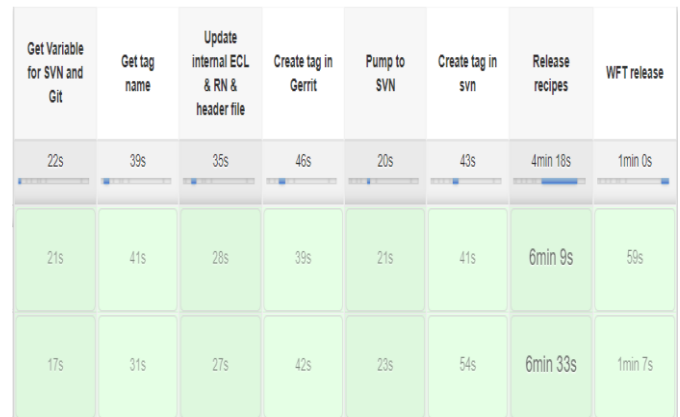 Get Variable
for SVN and
Git
Get tag
name
Update
internal ECL
& RN &
header file
Create tag in
Gerrit
Pump to
SVN
Create tag in
svn
Release
recipes
WFT release
22s 39s 35s 46s 20s 43s 4min 18s 1min 0s
21s 41s 28s 39s 21s 41s 6min 9s 59s
17s 31s 27s 42s 23s 54s 6min 33s 1min 7s